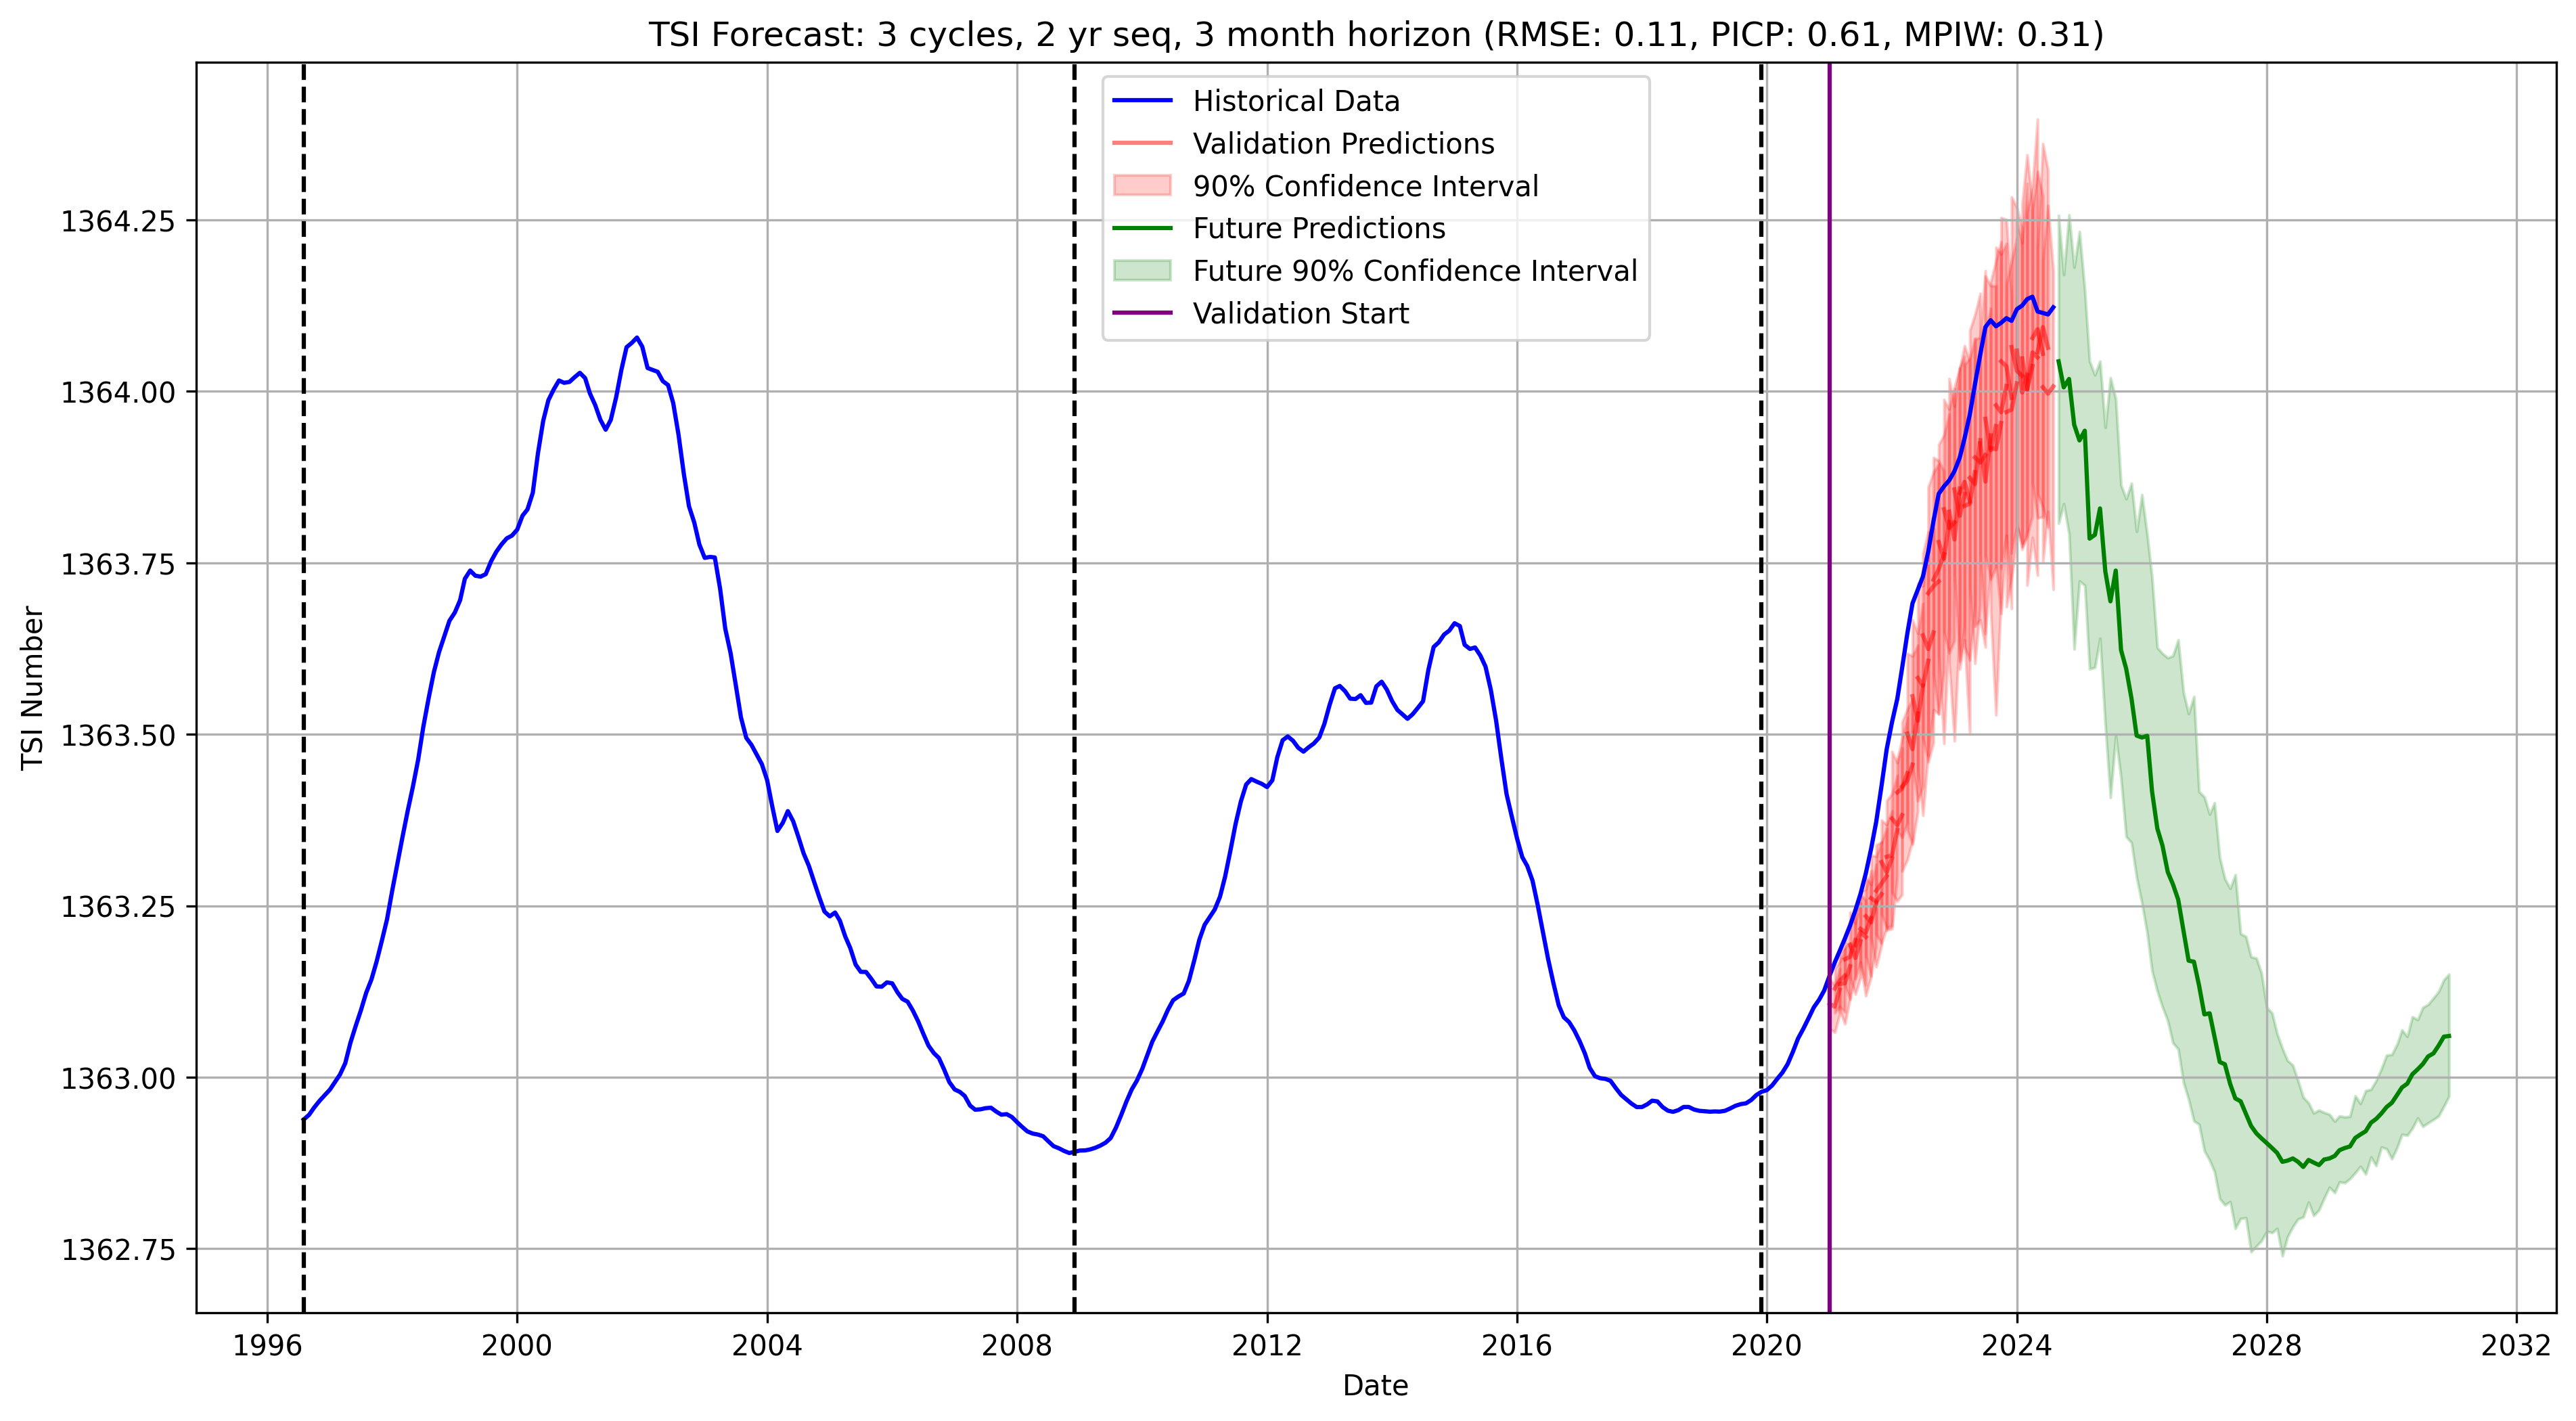 TSI Forecast: 3 cycles, 2 yr seq, 3 month horizon (RMSE: 0.11, PICP: 0.61, MPIW: 0.31)
Historical Data
Validation Predictions
90% Confidence Interval
Future Predictions
Future 90% Confidence Interval
Validation Start
TSI Number
1364.25
1364.00
1363.75
1363.50
1363.25
1363.00
1362.75
1996 2000 2004 2008 2012 2016 2020 2024 2028 2032
Date